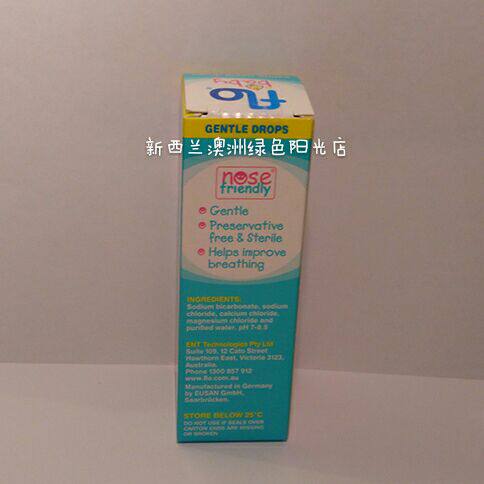 flo
baby
GENTLE DROPS
新西兰澳洲绿色阳光店
nose
friendly
Gentle
Preservative
free & Sterile
Helps improve
breathing
INGREDIENTS:
Sodium bicarbonate, sodium
chloride, calcium chloride,
magnesium chloride and
purified water. pH 7-8.5
ENT Technologies Pty Ltd
Suite 109, 12 Cato Street
Hawthorn East, Victoria 3123,
Australia.
Phone 1300 857 912
www.flo.com.au
Manufactured in Germany
by EUSAN GmbH,
Saarbrücken.
STORE BELOW 25°C
DO NOT USE IF SEALS OVER
CARTON ENDS ARE MISSING
OR BROKEN